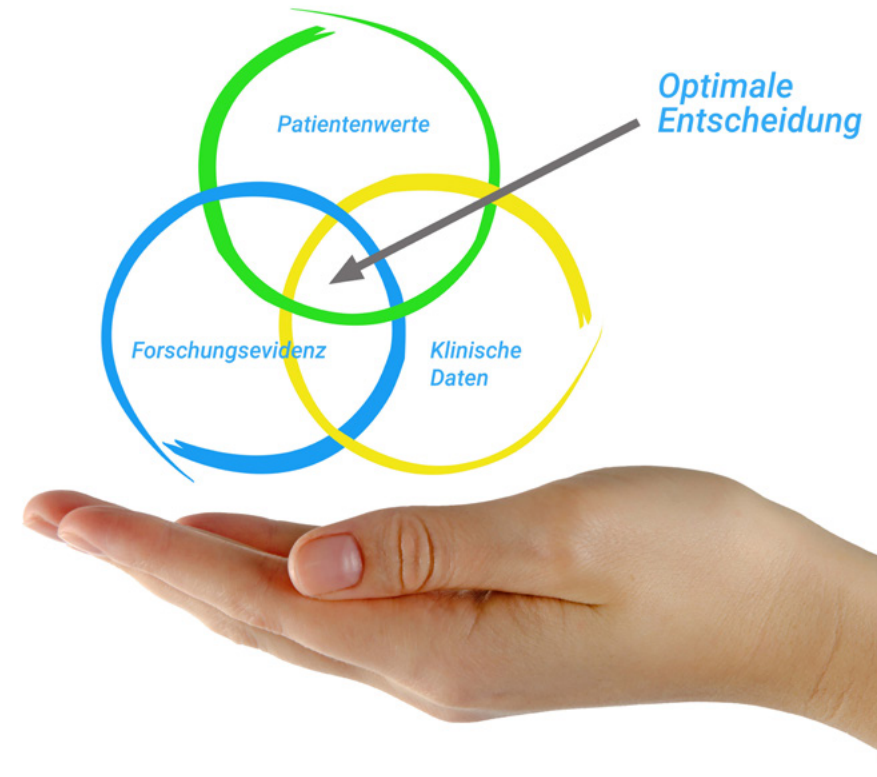 Optimale
Entscheidung
Patientenwerte
Forschungsevidenz
Klinische
Daten